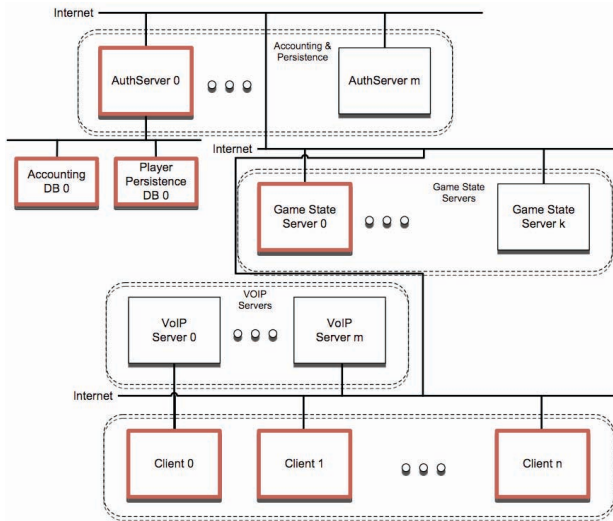 Internet
Accounting &
Persistence
AuthServer 0
AuthServer m
Internet
Accounting
DB 0
Player
Persistence
DB 0
Game State
Server 0
Game State
Servers
Game State
Server k
VOIP
Servers
VoIP
Server 0
VoIP
Server m
Internet
Client 0
Client 1
Client n